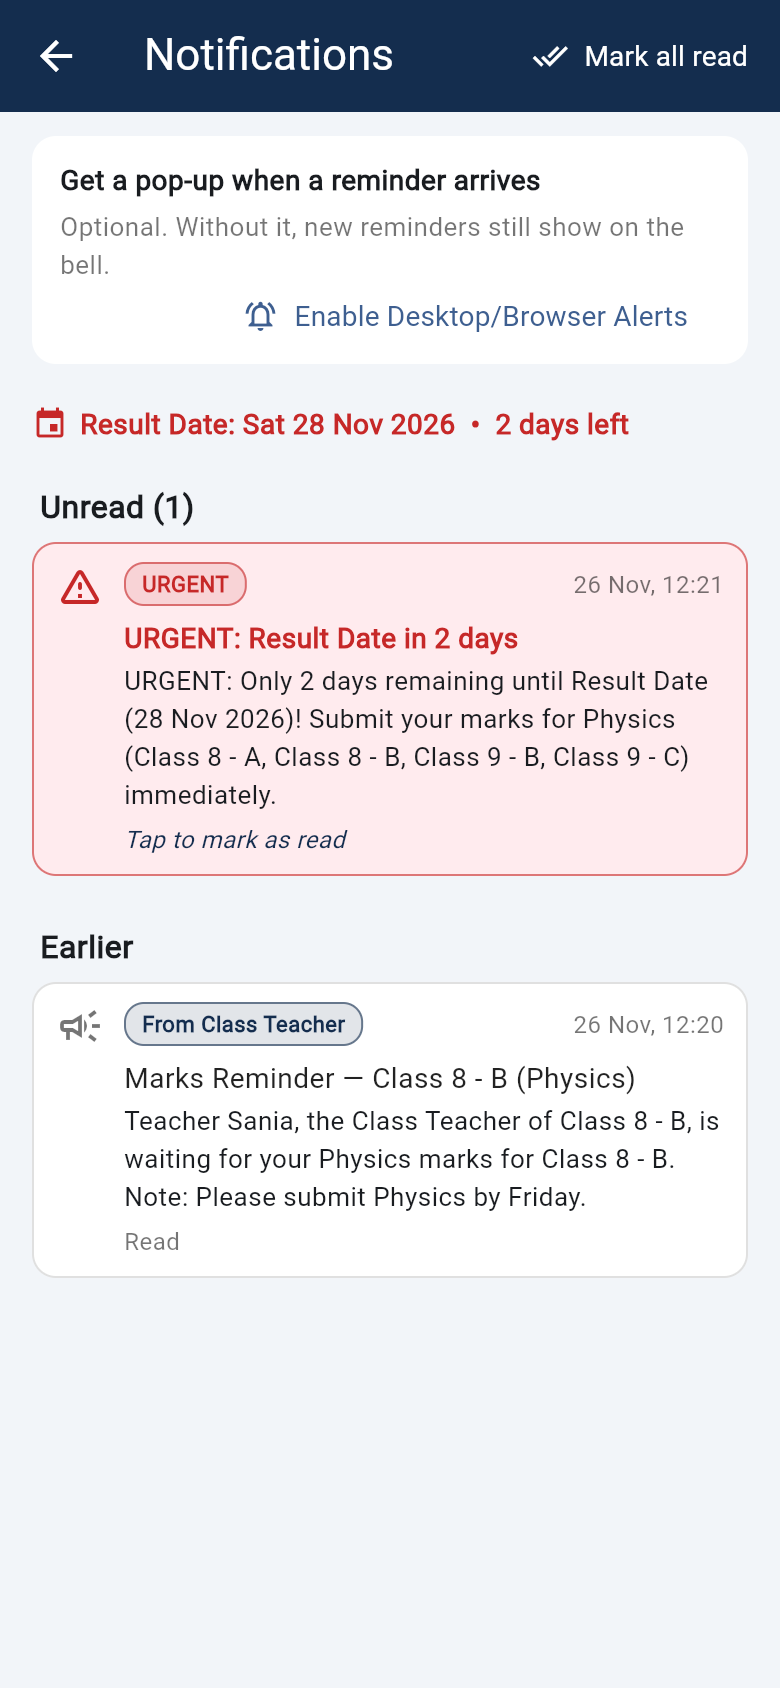 Notifications
Mark all read
Get a pop-up when a reminder arrives
Optional. Without it, new reminders still show on the
bell.
Enable Desktop/Browser Alerts
Result Date: Sat 28 Nov 2026 • 2 days left
Unread (1)
URGENT
26 Nov, 12:21
URGENT: Result Date in 2 days
URGENT: Only 2 days remaining until Result Date
(28 Nov 2026)! Submit your marks for Physics
(Class 8 - A, Class 8 - B, Class 9 - B, Class 9 - C)
immediately.
Tap to mark as read
Earlier
From Class Teacher
26 Nov, 12:20
Marks Reminder — Class 8 - B (Physics)
Teacher Sania, the Class Teacher of Class 8 - B, is
waiting for your Physics marks for Class 8 - B.
Note: Please submit Physics by Friday.
Read